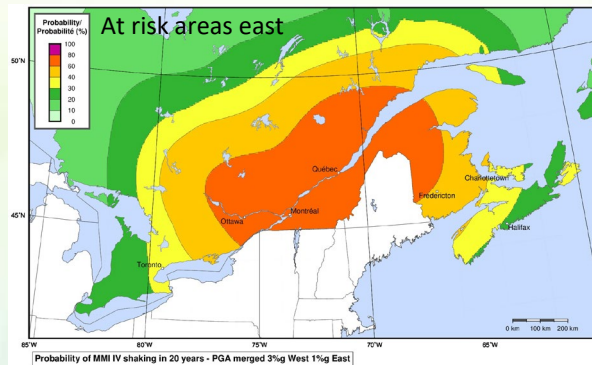 At risk areas east
Probability/
Probabilité (%)
100
80
60
50
40
30
20
10
0
50°N
45°N
Québec
Ottawa
Montréal
Toronto
Fredericton
Charlottetown
Halifax
85°W
80°W
75°W
70°W
65°W
0 km 100 km 200 km
Probability of MMI IV shaking in 20 years - PGA merged 3%g West 1%g East